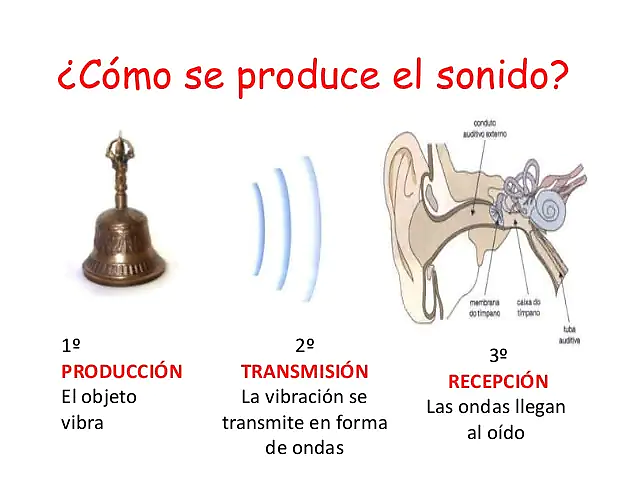 ¿Cómo se produce el sonido?
conduto
auditivo externo
membrana
do tímpano
caixa do
tímpano
tuba
auditiva
1º
PRODUCCIÓN
El objeto
vibra
2º
TRANSMISIÓN
La vibración se
transmite en forma
de ondas
3º
RECEPCIÓN
Las ondas llegan
al oído